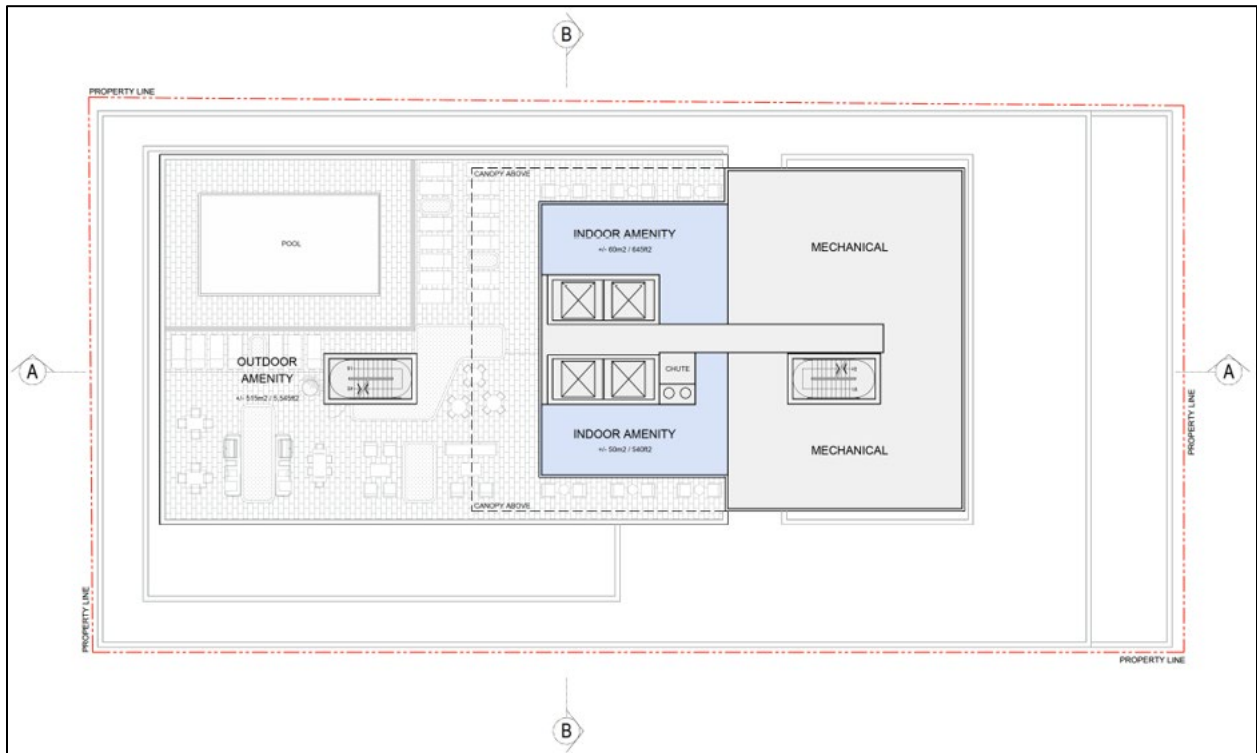 B
PROPERTY LINE
CANOPY ABOVE
INDOOR AMENITY
+/- 60m2 / 645ft2
POOL
MECHANICAL
A
OUTDOOR
AMENITY
+/- 515m2 / 5,545ft2
CHUTE
A
PROPERTY LINE
INDOOR AMENITY
+/- 50m2 / 540ft2
MECHANICAL
CANOPY ABOVE
PROPERTY LINE
PROPERTY LINE
B